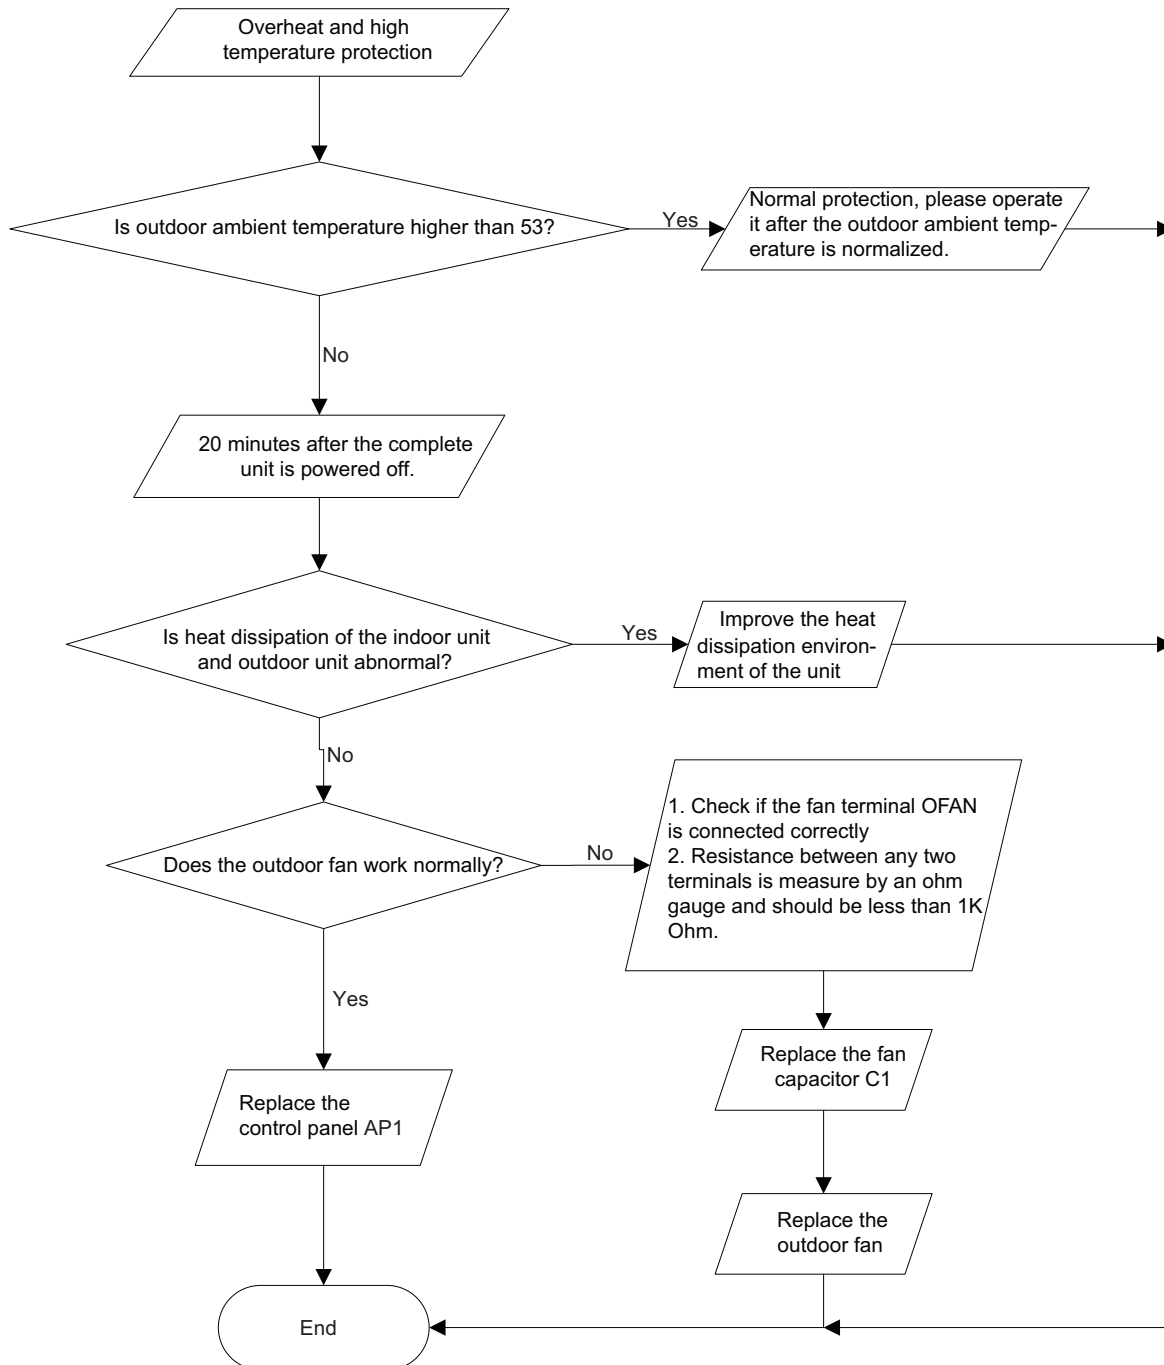 Overheat and high
temperature protection
Is outdoor ambient temperature higher than 53?
Yes
Normal protection, please operate
it after the outdoor ambient temp-
erature is normalized.
No
20 minutes after the complete
unit is powered off.
Is heat dissipation of the indoor unit
and outdoor unit abnormal?
Yes
Improve the heat
dissipation environ-
ment of the unit
No
Does the outdoor fan work normally?
No
1. Check if the fan terminal OFAN
is connected correctly
2. Resistance between any two
terminals is measure by an ohm
gauge and should be less than 1K
Ohm.
Yes
Replace the fan
capacitor C1
Replace the
control panel AP1
Replace the
outdoor fan
End